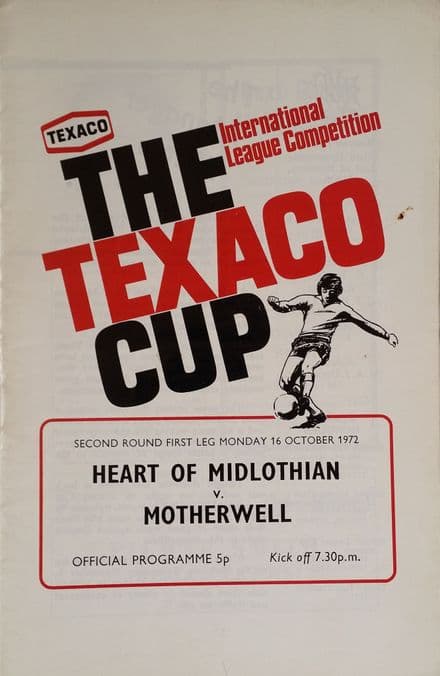 TEXACO
International
League Competition
THE
TEXACO
CUP
SECOND ROUND FIRST LEG MONDAY 16 OCTOBER 1972
HEART OF MIDLOTHIAN
v.
MOTHERWELL
OFFICIAL PROGRAMME 5p Kick off 7.30p.m.